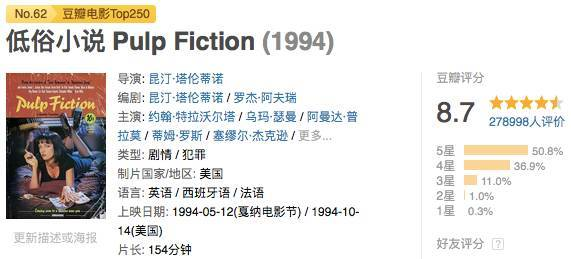 No.62 豆瓣电影Top250
低俗小说 Pulp Fiction (1994)
Pulp Fiction
10¢
更新描述或海报
导演: 昆汀·塔伦蒂诺
编剧: 昆汀·塔伦蒂诺 / 罗杰·阿夫瑞
主演: 约翰·特拉沃尔塔 / 乌玛·瑟曼 / 阿曼达·普
拉莫 / 蒂姆·罗斯 / 塞缪尔·杰克逊 / 更多...
类型: 剧情 / 犯罪
制片国家/地区: 美国
语言: 英语 / 西班牙语 / 法语
上映日期: 1994-05-12(戛纳电影节) / 1994-10-
14(美国)
片长: 154分钟
豆瓣评分
8.7
278998人评价
5星 50.8%
4星 36.9%
3星 11.0%
2星 1.0%
1星 0.3%
好友评分 ?